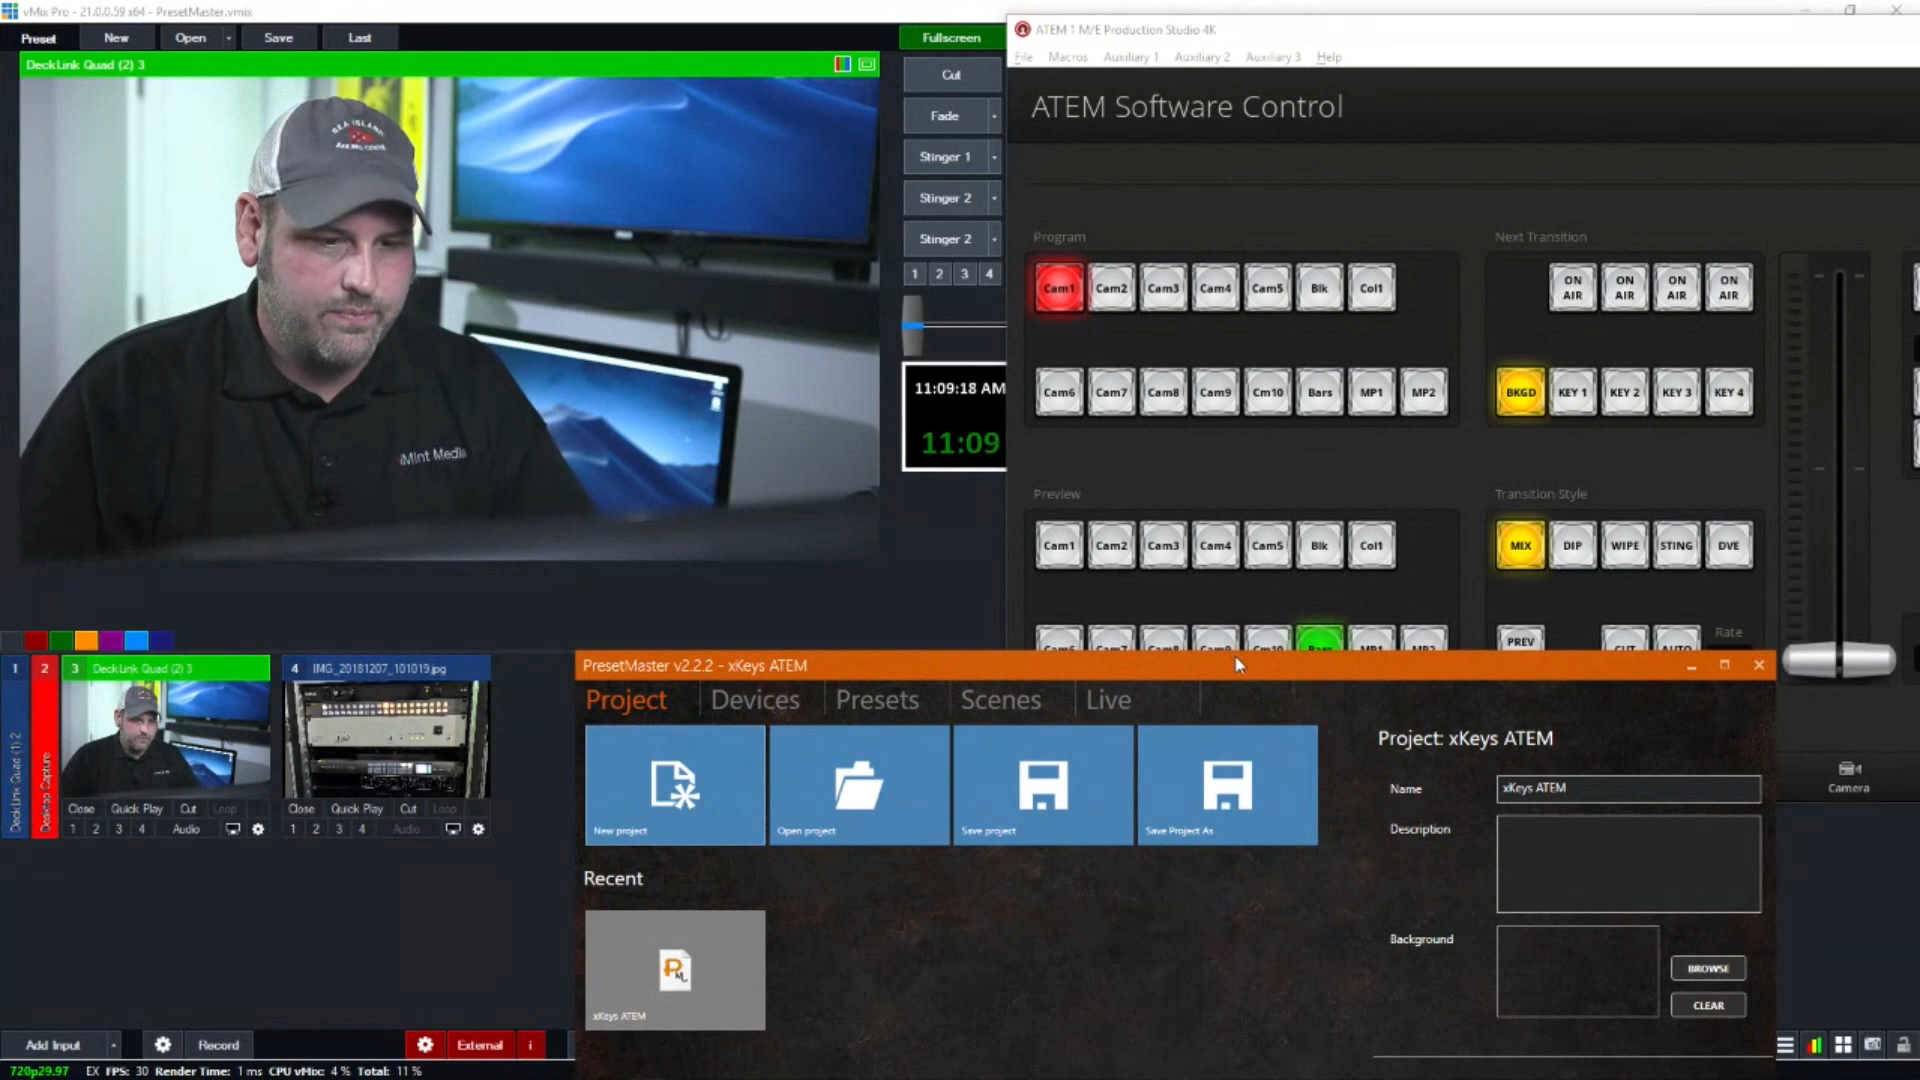 vMix Pro - 21.0.0.59 x64 - PresetMaster.vmix
Preset New Open Save Last Fullscreen
DeckLink Quad (2) 3
SEA ISLAND
iMint Media
Cut
Fade
Stinger 1
Stinger 2
Stinger 2
1 2 3 4
11:09:18 AM
11:09
ATEM 1 M/E Production Studio 4K
File Macros Auxiliary 1 Auxiliary 2 Auxiliary 3 Help
ATEM Software Control
Program
Cam1 Cam2 Cam3 Cam4 Cam5 Blk Col1
Cam6 Cam7 Cam8 Cam9 Cm10 Bars MP1 MP2
Next Transition
ON AIR ON AIR ON AIR ON AIR
BKGD KEY 1 KEY 2 KEY 3 KEY 4
Preview
Cam1 Cam2 Cam3 Cam4 Cam5 Blk Col1
Transition Style
MIX DIP WIPE STING DVE
PREV
Rate
Camera
1 DeckLink Quad (1) 2
2 Desktop Capture
3 DeckLink Quad (2) 3
Close Quick Play Cut Loop
1 2 3 4 Audio
4 IMG_20181207_101019.jpg
Close Quick Play Cut Loop
1 2 3 4 Audio
PresetMaster v2.2.2 - xKeys ATEM
Project Devices Presets Scenes Live
New project
Open project
Save project
Save Project As
Recent
xKeys ATEM
Project: xKeys ATEM
Name xKeys ATEM
Description
Background
BROWSE
CLEAR
Add Input Record External i
720p29.97 EX FPS: 30 Render Time: 1 ms CPU vMix: 4 % Total: 11 %